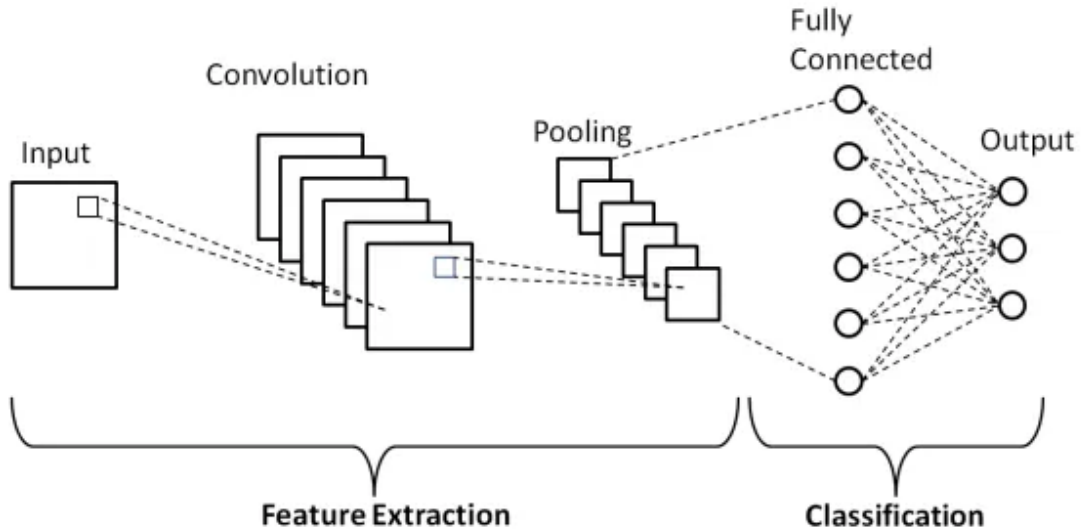 Input
Convolution
Pooling
Fully
Connected
Output
Feature Extraction
Classification